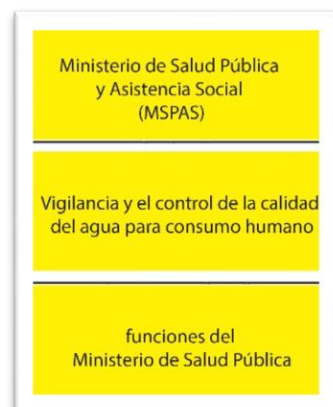 Ministerio de Salud Pública
y Asistencia Social
(MSPAS)
Vigilancia y el control de la calidad
del agua para consumo humano
funciones del
Ministerio de Salud Pública